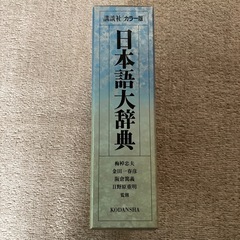 講談社 カラー版
日本語大辞典
梅棹忠夫
金田一春彦
阪倉篤義
日野原重明
監修
KODANSHA